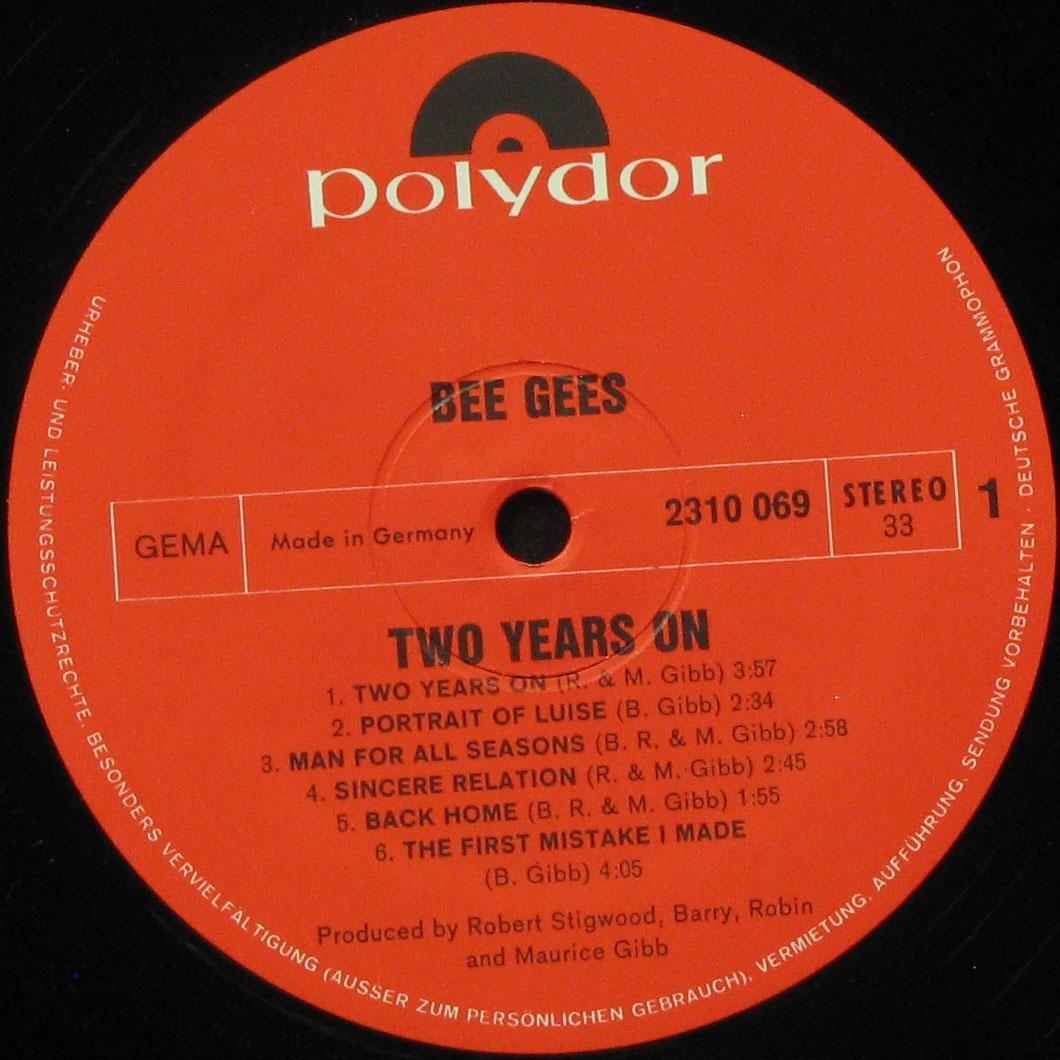 polydor
BEE GEES
GEMA
Made in Germany
2310 069
STEREO
33
1
TWO YEARS ON
1. TWO YEARS ON (R. & M. Gibb) 3:57
2. PORTRAIT OF LUISE (B. Gibb) 2:34
3. MAN FOR ALL SEASONS (B. R. & M. Gibb) 2:58
4. SINCERE RELATION (R. & M. Gibb) 2:45
5. BACK HOME (B. R. & M. Gibb) 1:55
6. THE FIRST MISTAKE I MADE
(B. Gibb) 4:05
Produced by Robert Stigwood, Barry, Robin
and Maurice Gibb
URHEBER- UND LEISTUNGSSCHUTZRECHTE. BESONDERS VERVIELFÄLTIGUNG (AUSSER ZUM PERSÖNLICHEN GEBRAUCH), VERMIETUNG, AUFFÜHRUNG, SENDUNG VORBEHALTEN · DEUTSCHE GRAMMOPHON